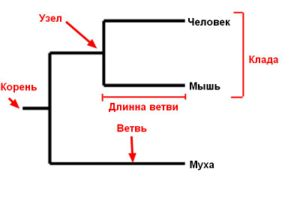 Узел
Человек
Клада
Корень
Мышь
Длинна ветви
Ветвь
Муха